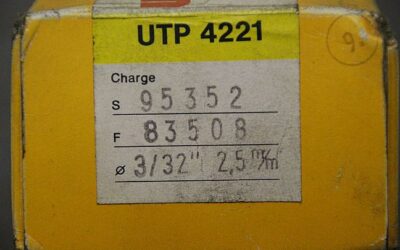 UTP 4221
Charge
S 95352
F 83508
ø 3/32" 2,5 m/m